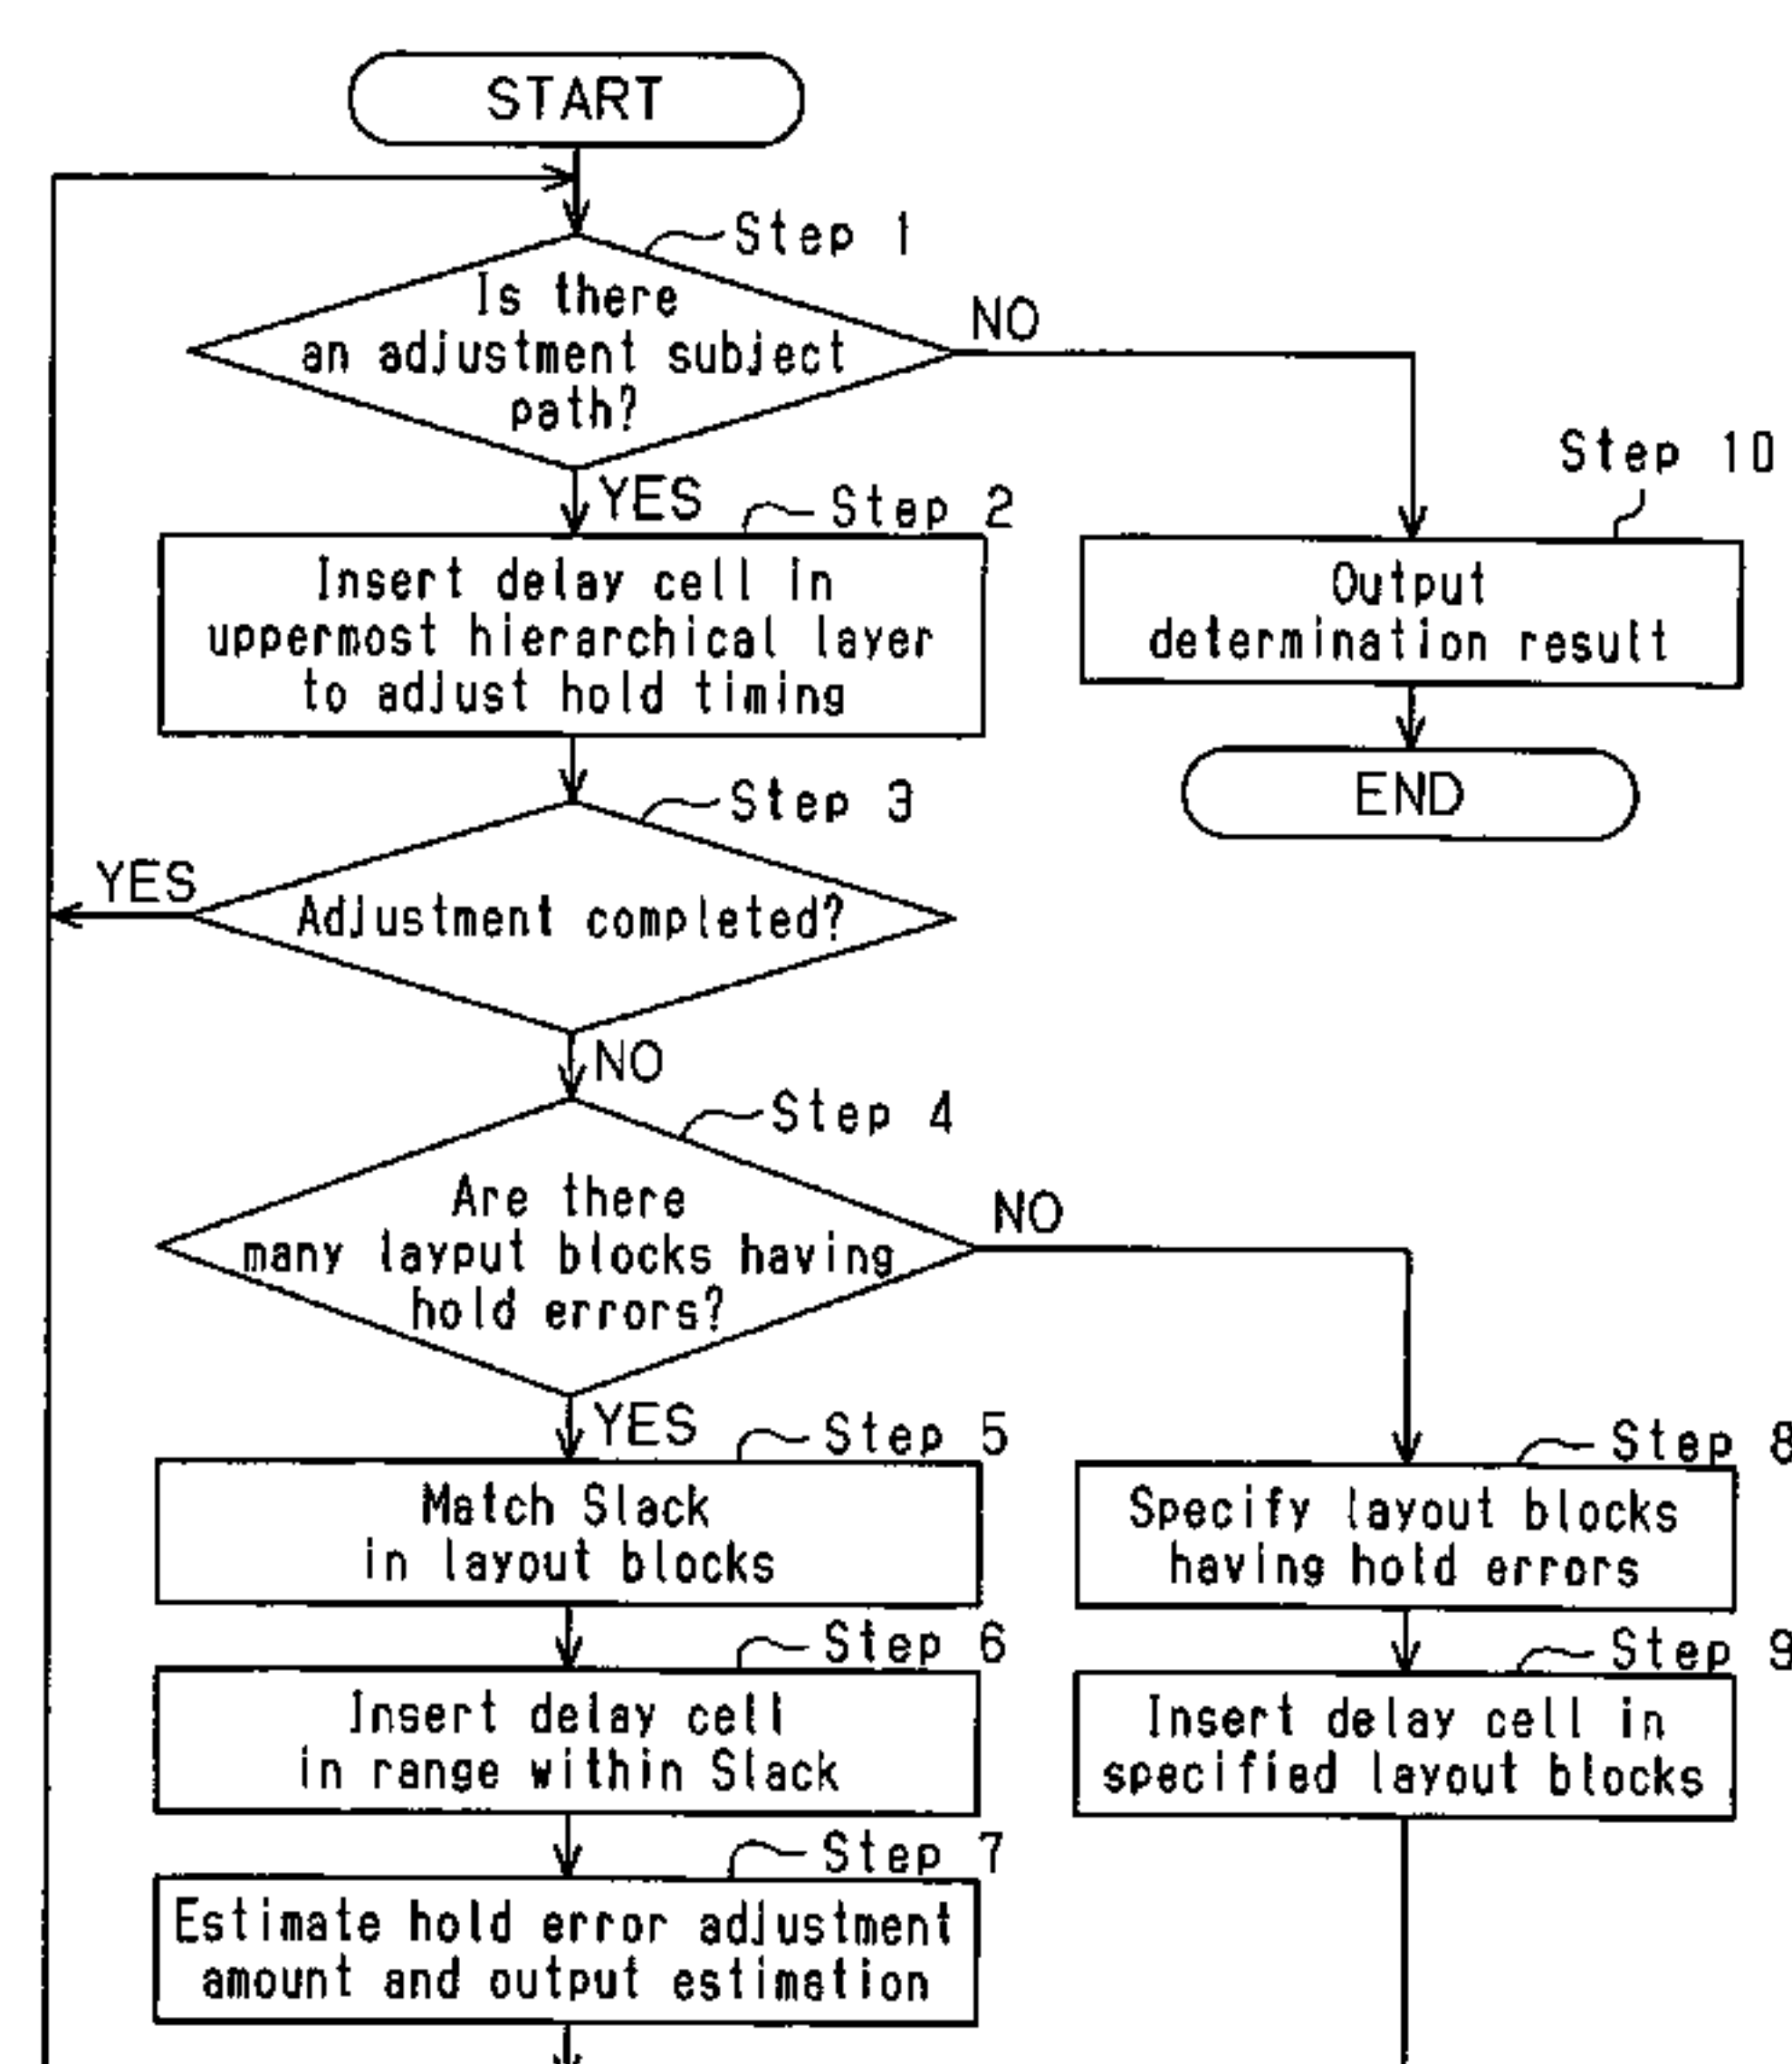 START
Step 1
Is there
an adjustment subject
path?
NO
YES
Step 10
Output
determination result
END
Step 2
Insert delay cell in
uppermost hierarchical layer
to adjust hold timing
Step 3
Adjustment completed?
YES
NO
Step 4
Are there
many layput blocks having
hold errors?
NO
YES
Step 5
Match Slack
in layout blocks
Step 8
Specify layout blocks
having hold errors
Step 6
Insert delay cell
in range within Slack
Step 9
Insert delay cell in
specified layout blocks
Step 7
Estimate hold error adjustment
amount and output estimation